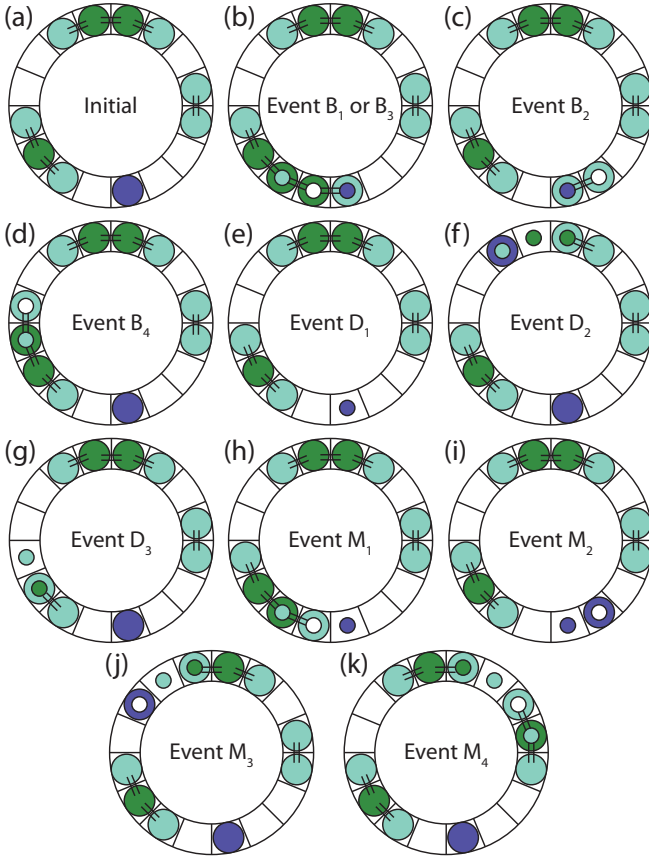 (a) (b) (c)
Initial Event B₁ or B₃ Event B₂
(d) (e) (f)
Event B₄ Event D₁ Event D₂
(g) (h) (i)
Event D₃ Event M₁ Event M₂
(j) (k)
Event M₃ Event M₄